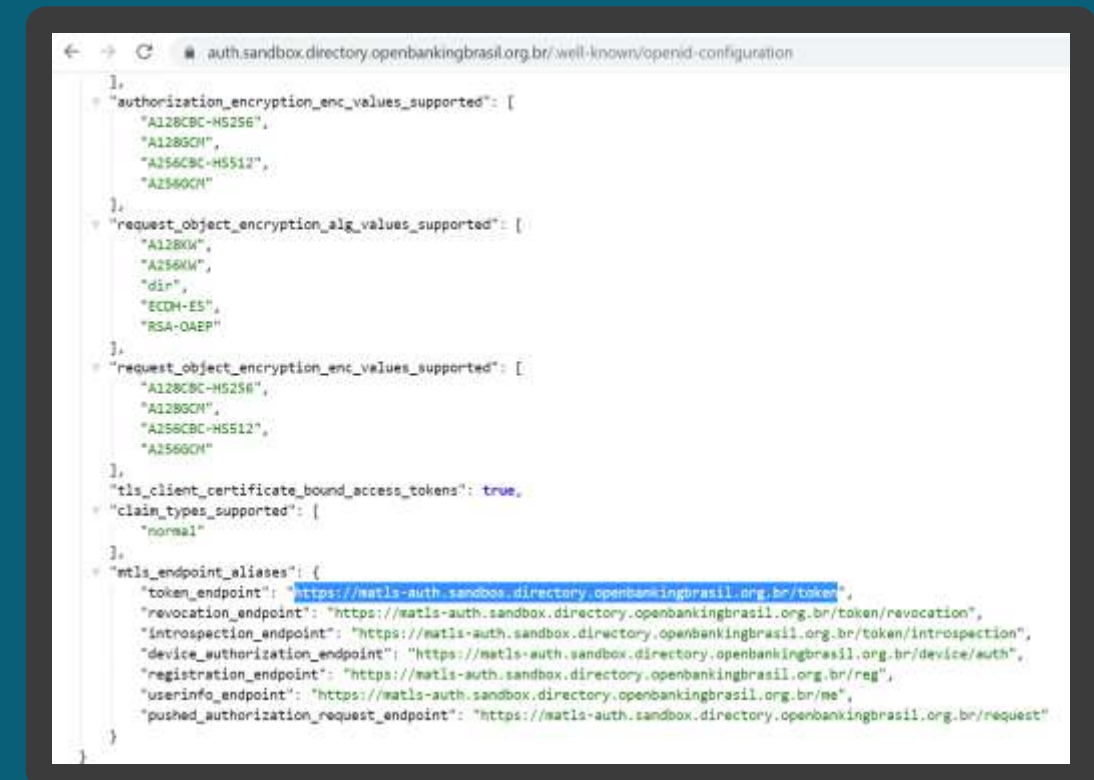 auth.sandbox.directory.openbankingbrasil.org.br/.well-known/openid-configuration
],
"authorization_encryption_enc_values_supported": [
"A128CBC-HS256",
"A128GCM",
"A256CBC-HS512",
"A256GCM"
],
"request_object_encryption_alg_values_supported": [
"A128KW",
"A256KW",
"dir",
"ECDH-ES",
"RSA-OAEP"
],
"request_object_encryption_enc_values_supported": [
"A128CBC-HS256",
"A128GCM",
"A256CBC-HS512",
"A256GCM"
],
"tls_client_certificate_bound_access_tokens": true,
"claim_types_supported": [
"normal"
],
"mtls_endpoint_aliases": {
"token_endpoint": "https://matls-auth.sandbox.directory.openbankingbrasil.org.br/token",
"revocation_endpoint": "https://matls-auth.sandbox.directory.openbankingbrasil.org.br/token/revocation",
"introspection_endpoint": "https://matls-auth.sandbox.directory.openbankingbrasil.org.br/token/introspection",
"device_authorization_endpoint": "https://matls-auth.sandbox.directory.openbankingbrasil.org.br/device/auth",
"registration_endpoint": "https://matls-auth.sandbox.directory.openbankingbrasil.org.br/reg",
"userinfo_endpoint": "https://matls-auth.sandbox.directory.openbankingbrasil.org.br/me",
"pushed_authorization_request_endpoint": "https://matls-auth.sandbox.directory.openbankingbrasil.org.br/request"
}
}